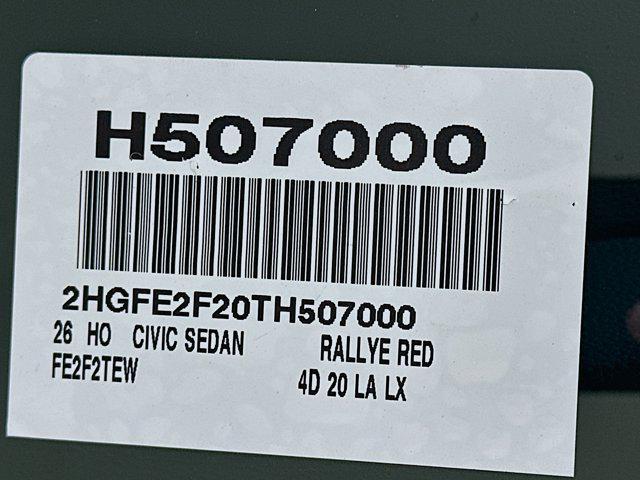 H507000
2HGFE2F20TH507000
26 HO CIVIC SEDAN RALLYE RED
FE2F2TEW 4D 20 LA LX